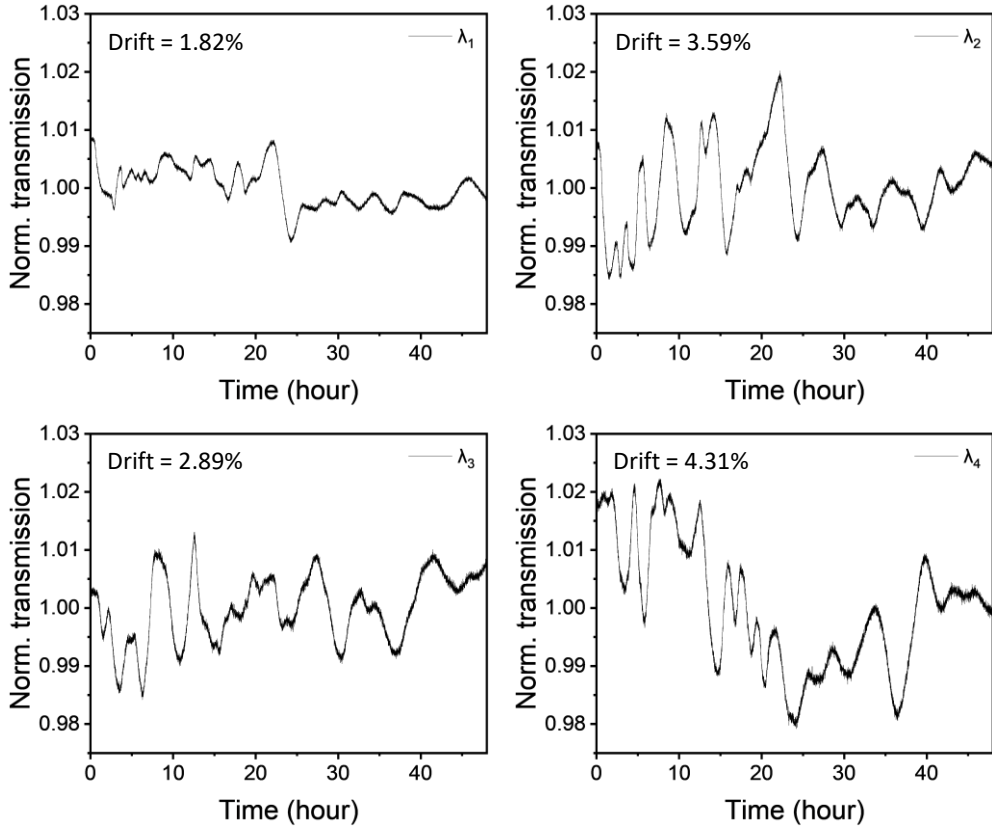 Drift = 1.82%
λ1
Norm. transmission
1.03
1.02
1.01
1.00
0.99
0.98
0 10 20 30 40
Time (hour)
Drift = 3.59%
λ2
Norm. transmission
1.03
1.02
1.01
1.00
0.99
0.98
0 10 20 30 40
Time (hour)
Drift = 2.89%
λ3
Norm. transmission
1.03
1.02
1.01
1.00
0.99
0.98
0 10 20 30 40
Time (hour)
Drift = 4.31%
λ4
Norm. transmission
1.03
1.02
1.01
1.00
0.99
0.98
0 10 20 30 40
Time (hour)